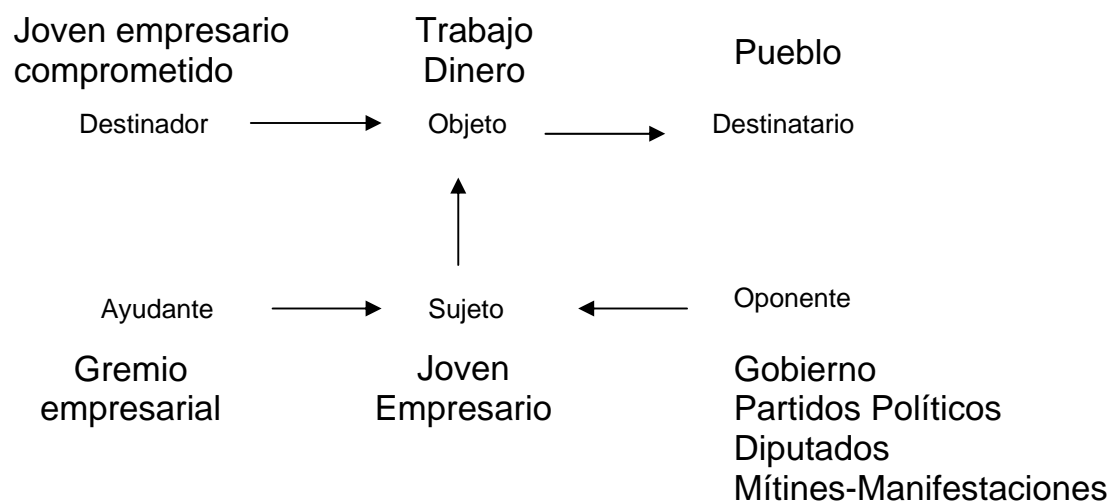 Joven empresario
comprometido
Trabajo
Dinero
Pueblo
Destinador
Objeto
Destinatario
Ayudante
Sujeto
Oponente
Gremio
empresarial
Joven
Empresario
Gobierno
Partidos Políticos
Diputados
Mítines-Manifestaciones